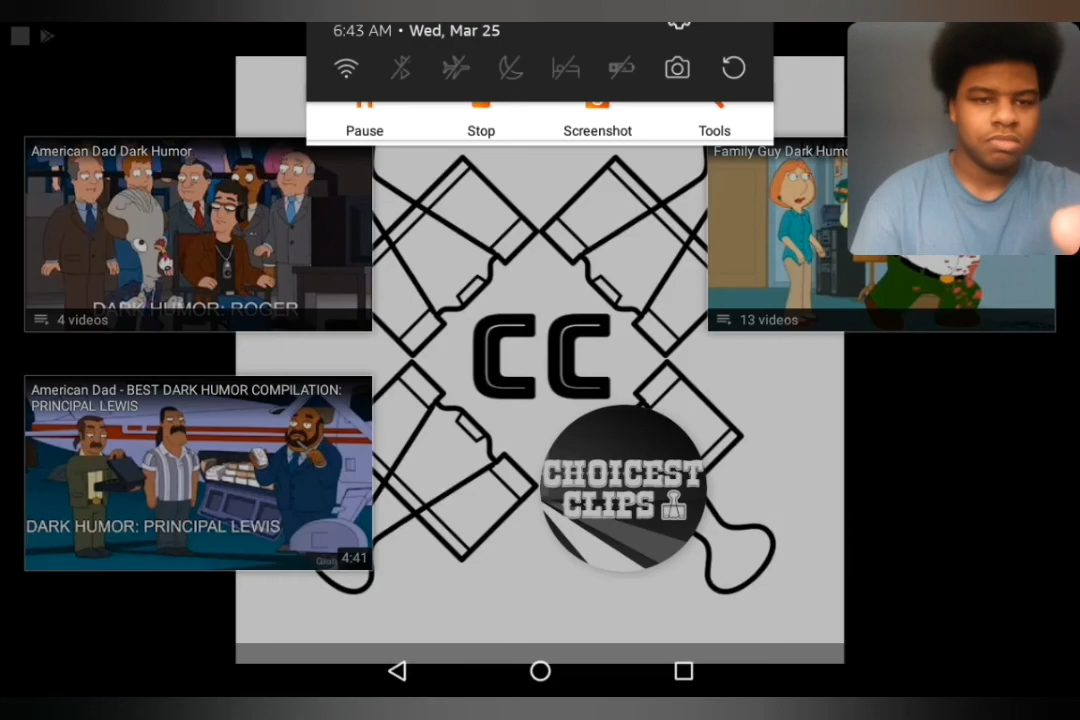 6:43 AM • Wed, Mar 25
Pause
Stop
Screenshot
Tools
American Dad Dark Humor
DARK HUMOR: ROGER
4 videos
Family Guy Dark Humo
13 videos
American Dad - BEST DARK HUMOR COMPILATION:
PRINCIPAL LEWIS
DARK HUMOR: PRINCIPAL LEWIS
4:41
CC
CHOICEST
CLIPS